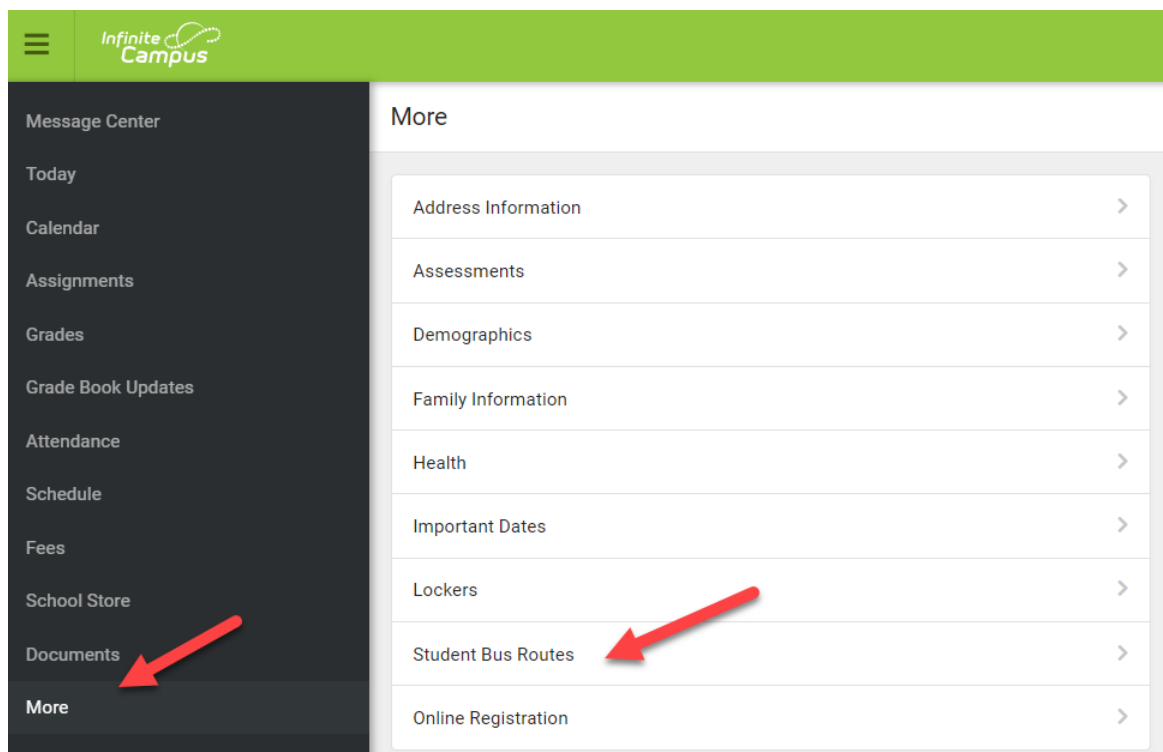 Infinite
Campus
Message Center
Today
Calendar
Assignments
Grades
Grade Book Updates
Attendance
Schedule
Fees
School Store
Documents
More
More
Address Information
Assessments
Demographics
Family Information
Health
Important Dates
Lockers
Student Bus Routes
Online Registration